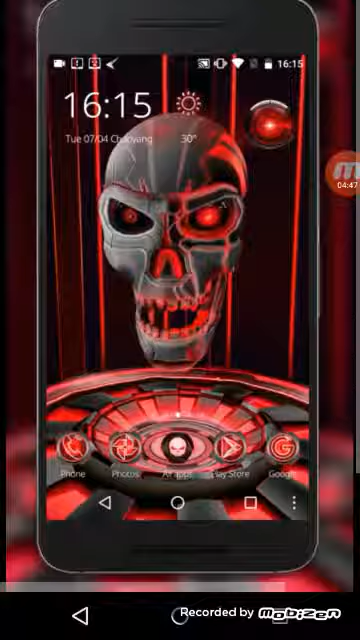 16:15
16:15
Tue 07/04 Chaoyang 30°
04:47
Phone Photos All apps Play Store Google
Recorded by mobizen